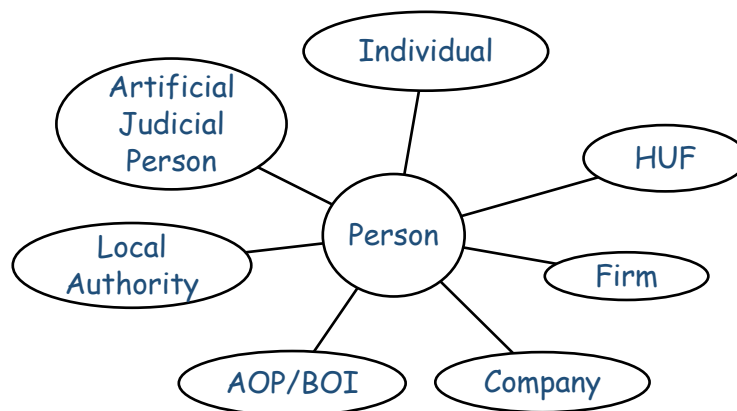 Individual
Artificial
Judicial
Person
HUF
Person
Local
Authority
Firm
AOP/BOI
Company